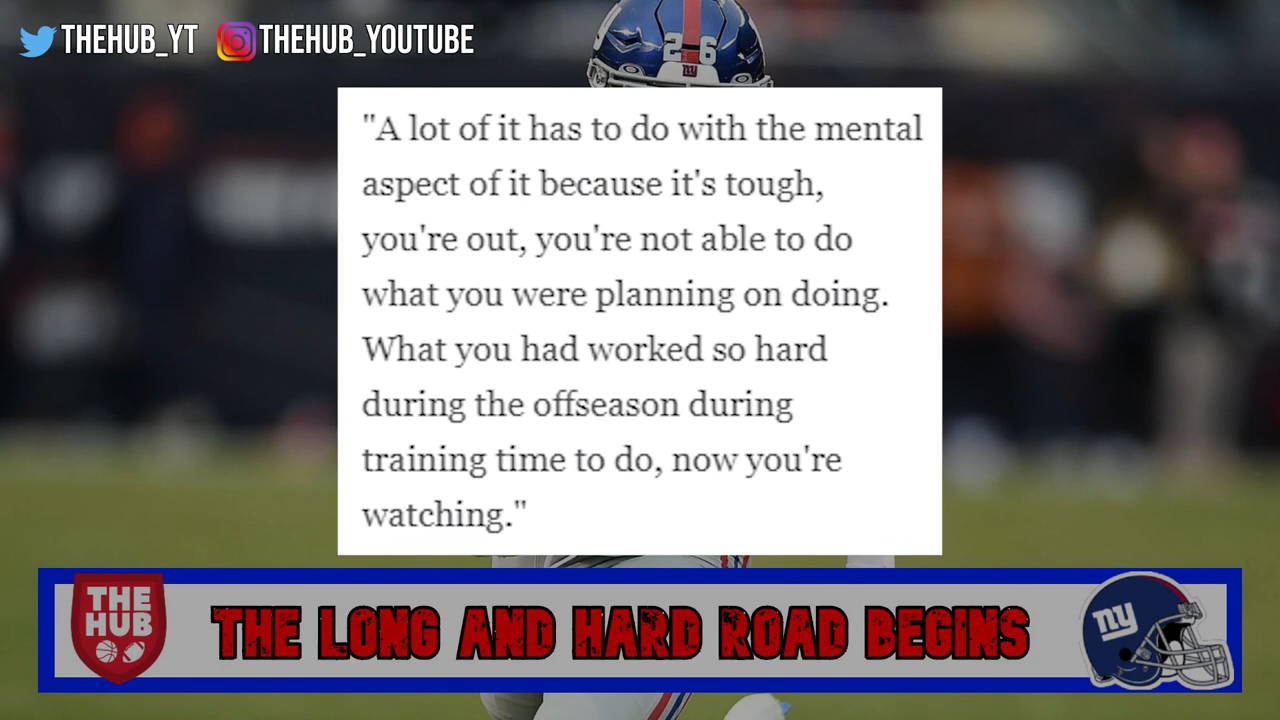 THEHUB_YT THEHUB_YOUTUBE
26
ny
"A lot of it has to do with the mental
aspect of it because it's tough,
you're out, you're not able to do
what you were planning on doing.
What you had worked so hard
during the offseason during
training time to do, now you're
watching."
THE
HUB
THE LONG AND HARD ROAD BEGINS
ny